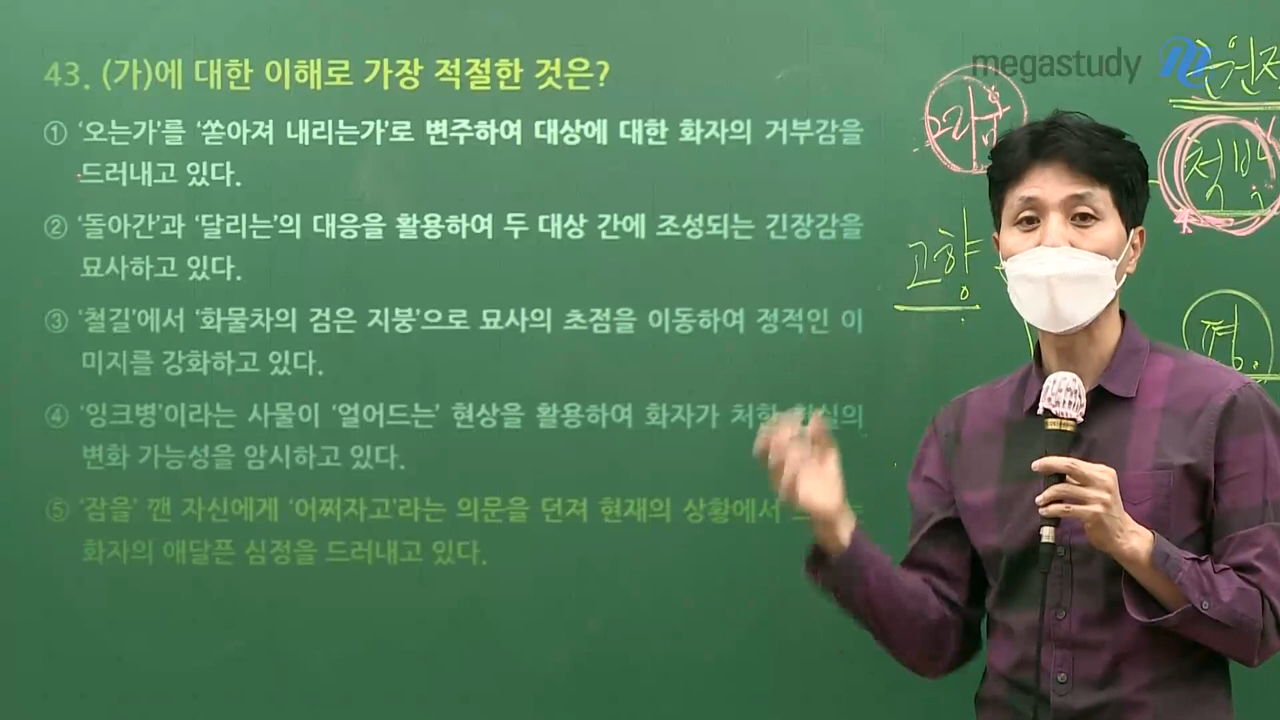 megastudy
43. (가)에 대한 이해로 가장 적절한 것은?
① ‘오는가’를 ‘쏟아져 내리는가’로 변주하여 대상에 대한 화자의 거부감을
드러내고 있다.
② ‘돌아간’과 ‘달리는’의 대응을 활용하여 두 대상 간에 조성되는 긴장감을
묘사하고 있다.
③ ‘철길’에서 ‘화물차의 검은 지붕’으로 묘사의 초점을 이동하여 정적인 이
미지를 강화하고 있다.
④ ‘잉크병’이라는 사물이 ‘얼어드는’ 현상을 활용하여 화자가 처한
변화 가능성을 암시하고 있다.
⑤ ‘잠을’ 깬 자신에게 ‘어쩌자고’라는 의문을 던져 현재의 상황에서
화자의 애달픈 심정을 드러내고 있다.
고향
척박
평